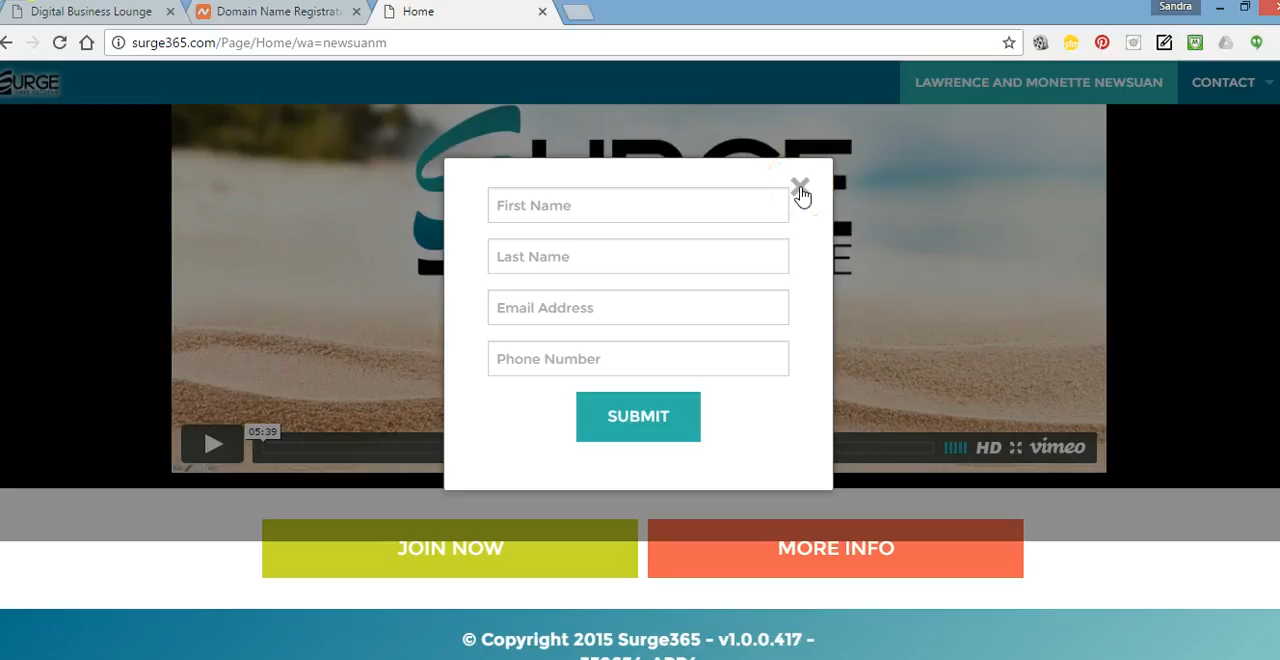 Sandra
Digital Business Lounge
Domain Name Registrat
Home
surge365.com/Page/Home/wa=newsuanm
SURGE
LAWRENCE AND MONETTE NEWSUAN
CONTACT
First Name
Last Name
Email Address
Phone Number
SUBMIT
05:39
HD
vimeo
JOIN NOW
MORE INFO
© Copyright 2015 Surge365 - v1.0.0.417 -